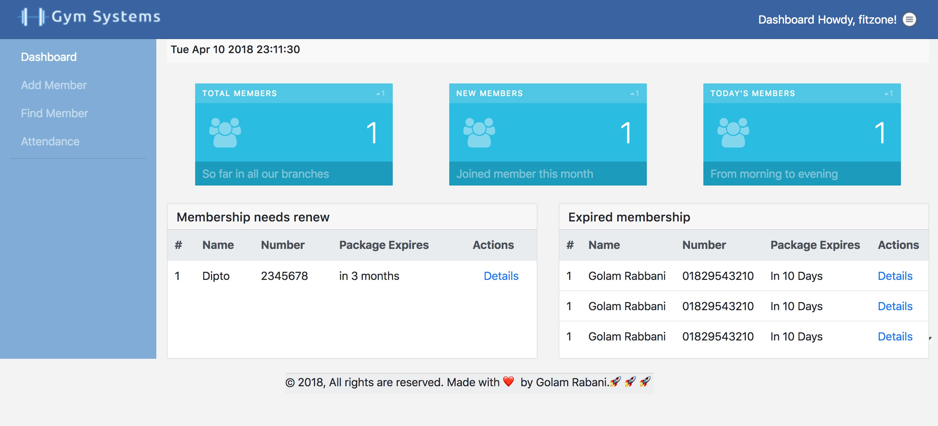 Gym Systems
Dashboard Howdy, fitzone!
Dashboard
Add Member
Find Member
Attendance
Tue Apr 10 2018 23:11:30
TOTAL MEMBERS 1
1
So far in all our branches
NEW MEMBERS 1
1
Joined member this month
TODAY'S MEMBERS 1
1
From morning to evening
Membership needs renew
# Name Number Package Expires Actions
1 Dipto 2345678 in 3 months Details
Expired membership
# Name Number Package Expires Actions
1 Golam Rabbani 01829543210 In 10 Days Details
1 Golam Rabbani 01829543210 In 10 Days Details
1 Golam Rabbani 01829543210 In 10 Days Details
© 2018, All rights are reserved. Made with ❤️ by Golam Rabani.🚀 🚀 🚀